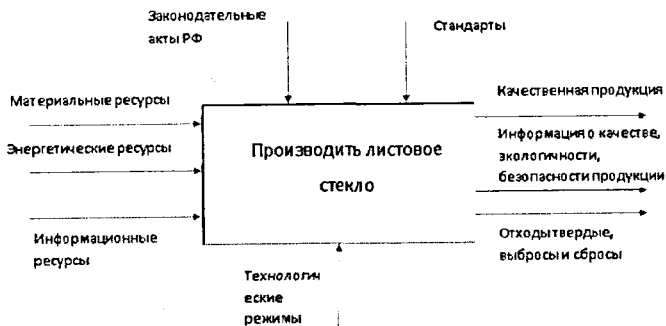 Законодательные
акты РФ
Стандарты
Материальные ресурсы
Энергетические ресурсы
Информационные
ресурсы
Производить листовое
стекло
Качественная продукция
Информация о качестве,
экологичности,
безопасности продукции
Отходы твердые,
выбросы и сбросы
Технологич
еские
режимы